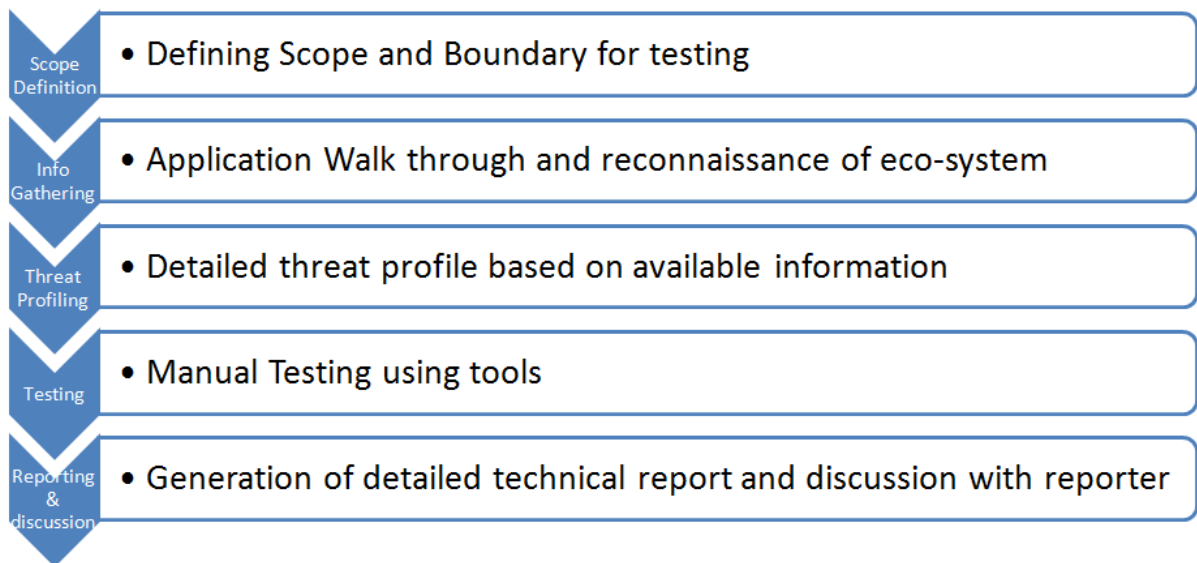 Scope
Definition
• Defining Scope and Boundary for testing
Info
Gathering
• Application Walk through and reconnaissance of eco-system
Threat
Profiling
• Detailed threat profile based on available information
Testing
• Manual Testing using tools
Reporting
&
discussion
• Generation of detailed technical report and discussion with reporter